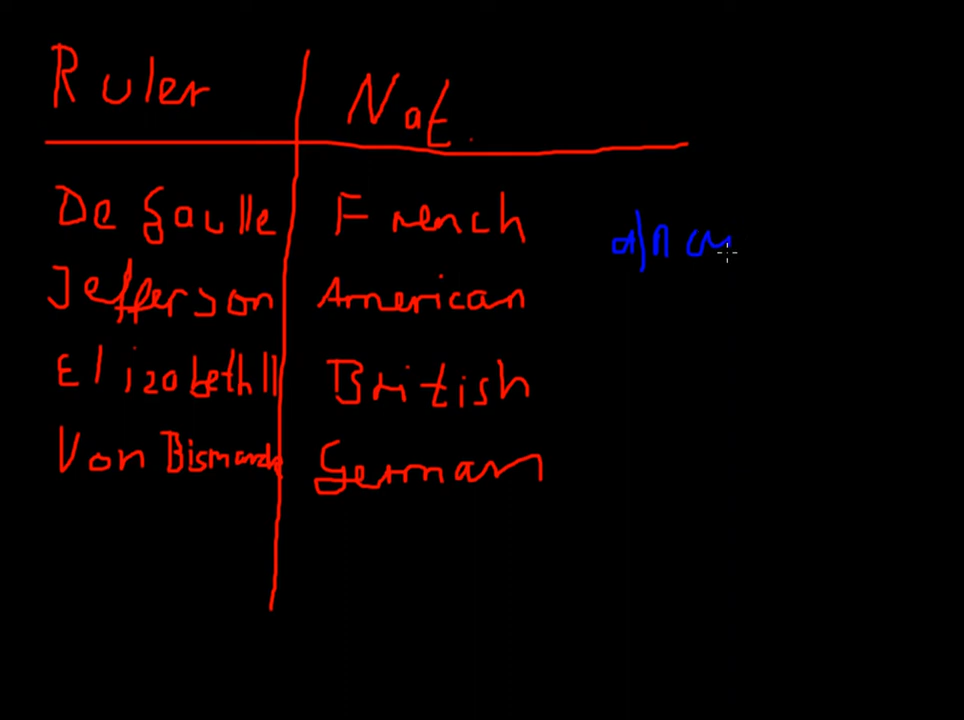 Ruler Nat.
De Gaulle French
Jefferson American
Elizabeth II British
Von Bismarck German